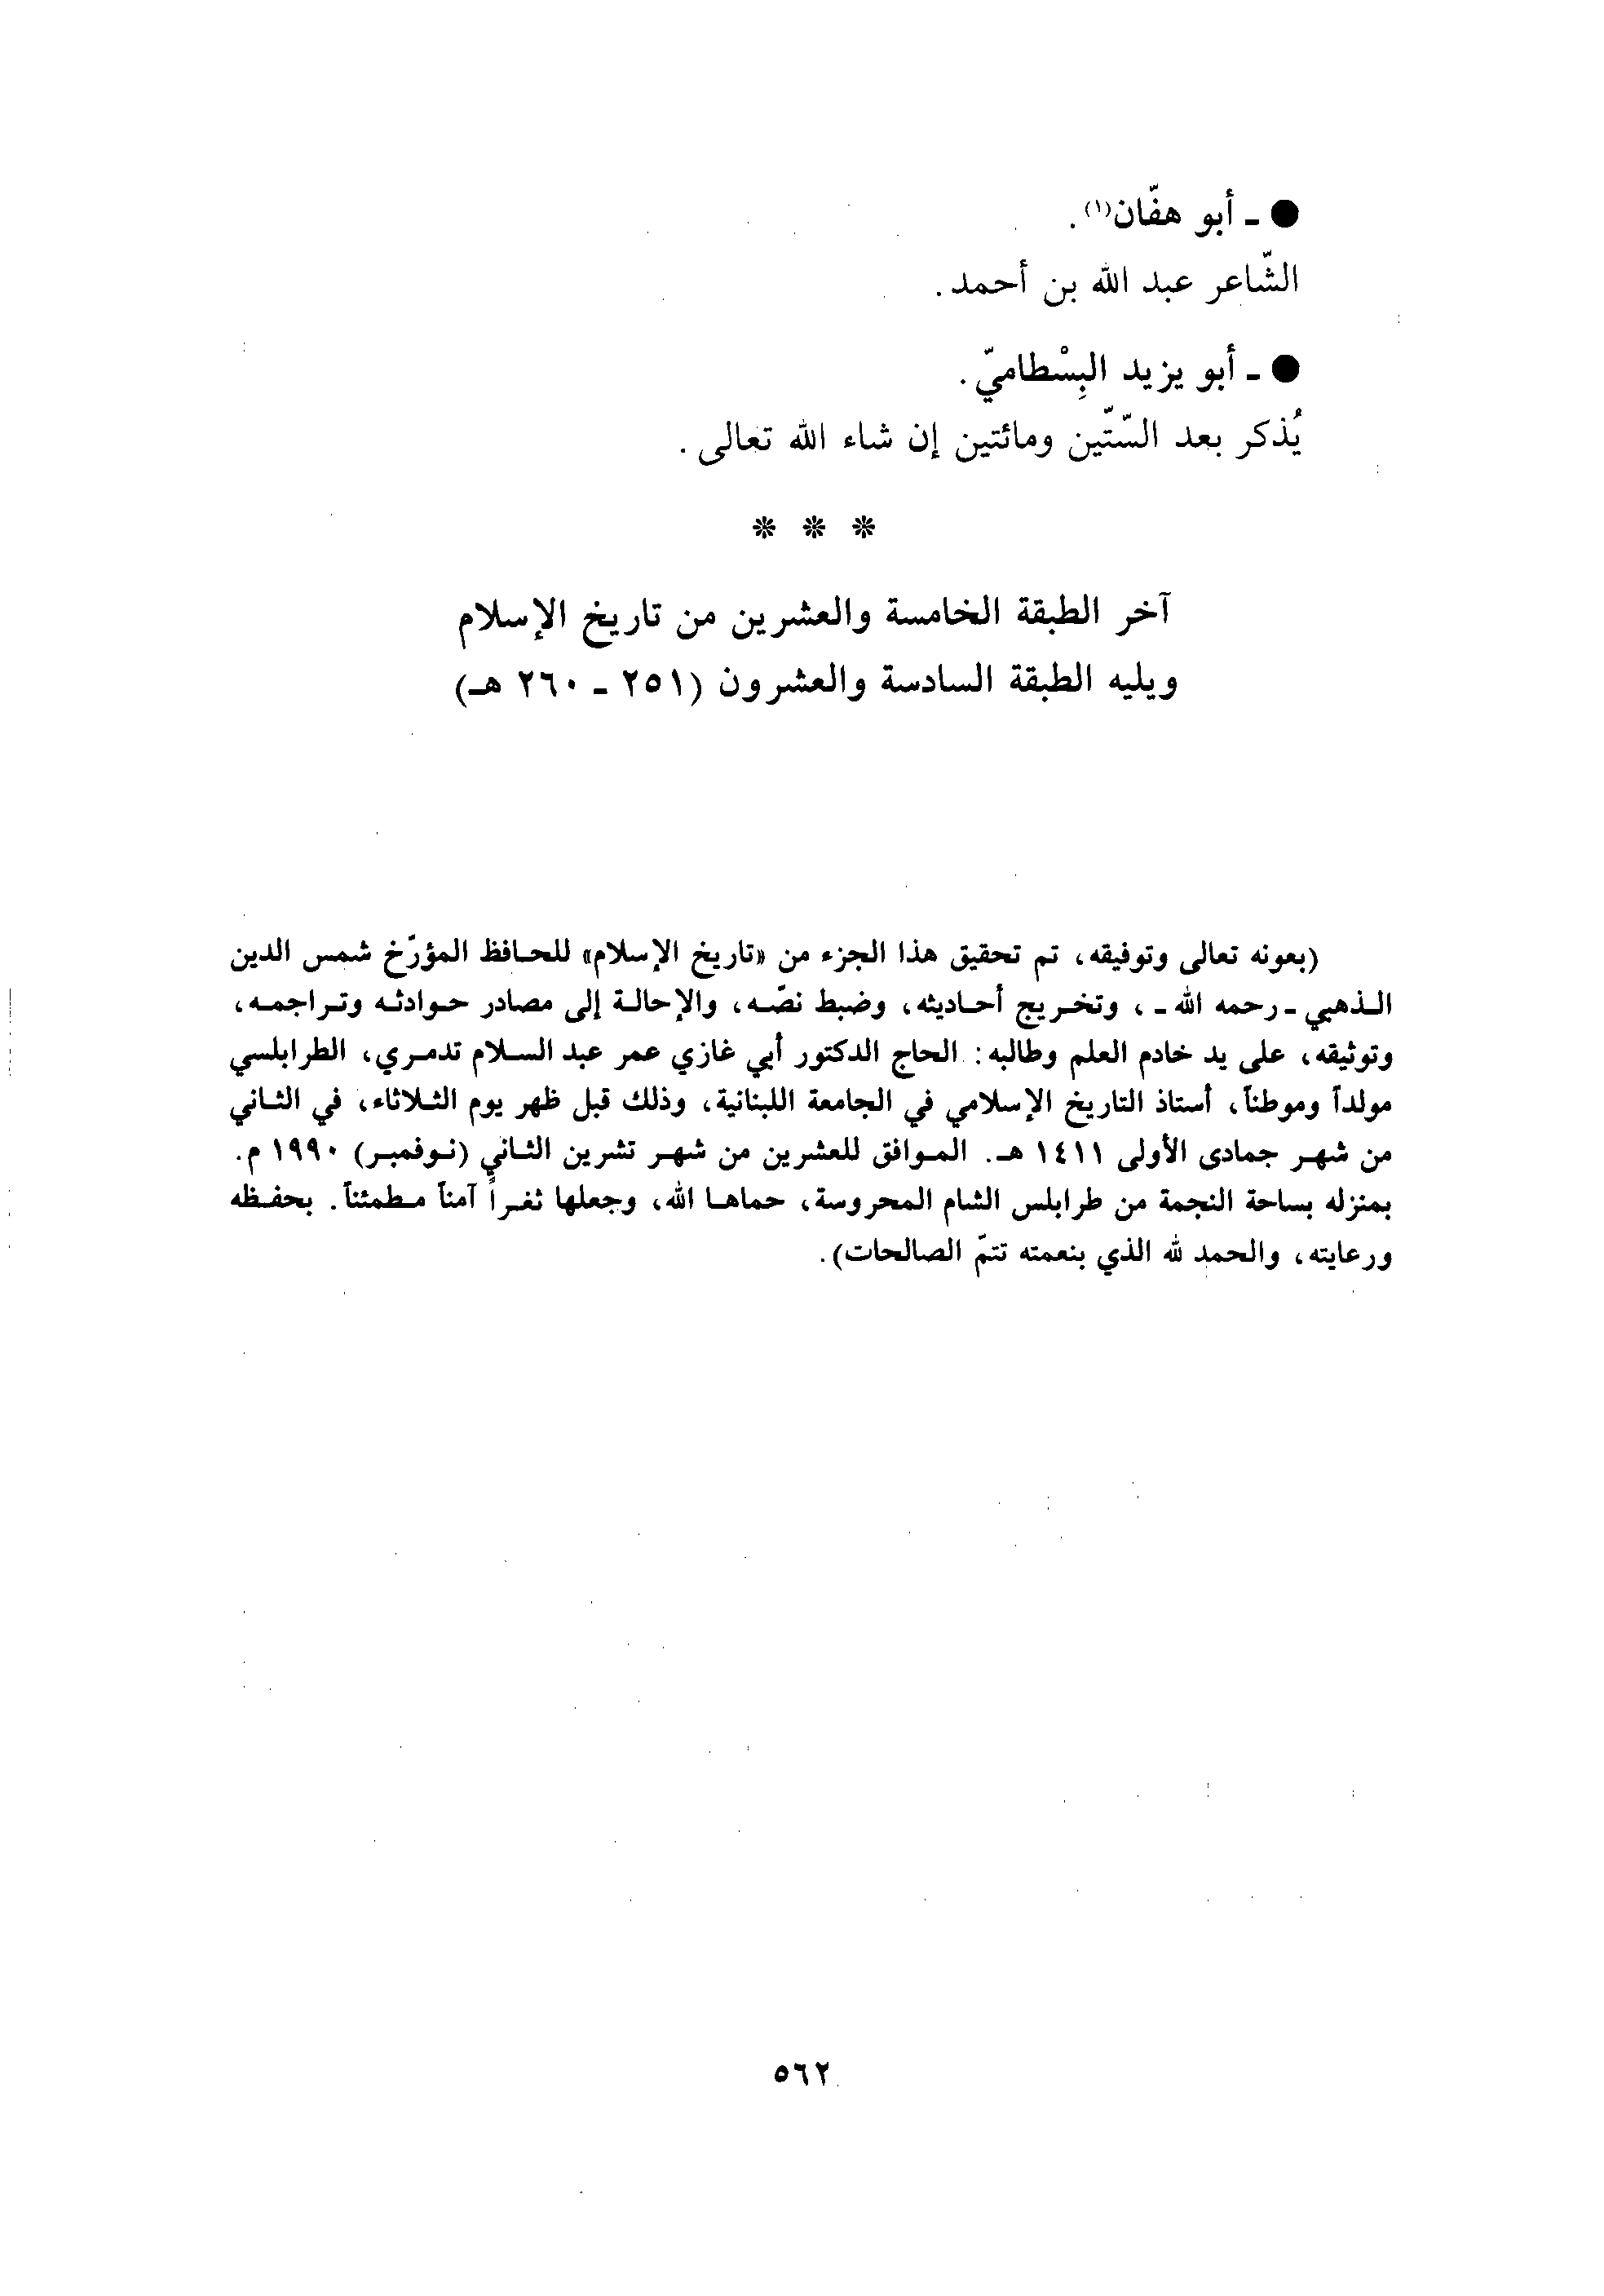 ● ـ أبو هفّان(١).
الشّاعر عبد الله بن أحمد.
● ـ أبو يزيد البِسْطاميّ.
يُذكر بعد السّتّين ومائتين إن شاء الله تعالى.
* * *
آخر الطبقة الخامسة والعشرين من تاريخ الإسلام
ويليه الطبقة السادسة والعشرون (٢٥١ ـ ٢٦٠ هـ)
(بعونه تعالى وتوفيقه، تم تحقيق هذا الجزء من «تاريخ الإسلام» للحافظ المؤرّخ شمس الدين
الذهبي ـ رحمه الله ـ، وتخريج أحاديثه، وضبط نصّه، والإحالة إلى مصادر حوادثه وتراجمه،
وتوثيقه، على يد خادم العلم وطالبه: الحاج الدكتور أبي غازي عمر عبد السلام تدمري، الطرابلسي
مولداً وموطناً، أستاذ التاريخ الإسلامي في الجامعة اللبنانية، وذلك قبل ظهر يوم الثلاثاء، في الثاني
من شهر جمادى الأولى ١٤١١ هـ. الموافق للعشرين من شهر تشرين الثاني (نوفمبر) ١٩٩٠ م.
بمنزله بساحة النجمة من طرابلس الشام المحروسة، حماها الله، وجعلها ثغراً آمناً مطمئناً. بحفظه
ورعايته، والحمد لله الذي بنعمته تتمّ الصالحات).
٥٦٢